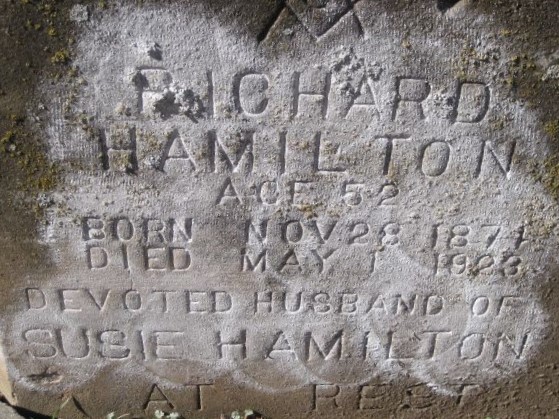 RICHARD
HAMILTON
AGE 52
BORN NOV 28 1871
DIED MAY 1 1923
DEVOTED HUSBAND OF
SUSIE HAMILTON
AT REST